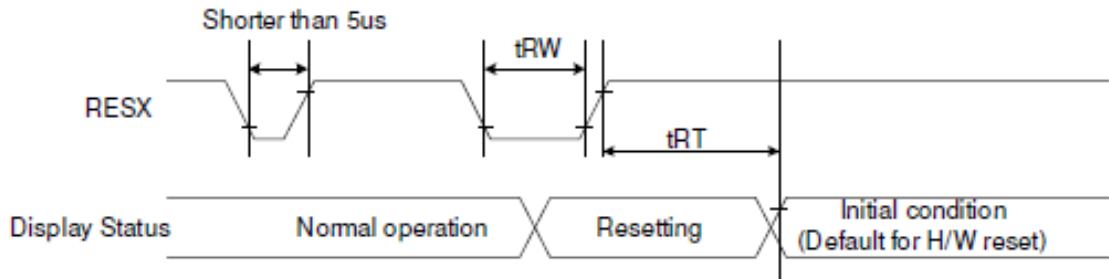 Shorter than 5us
tRW
RESX
tRT
Display Status
Normal operation
Resetting
Initial condition
(Default for H/W reset)